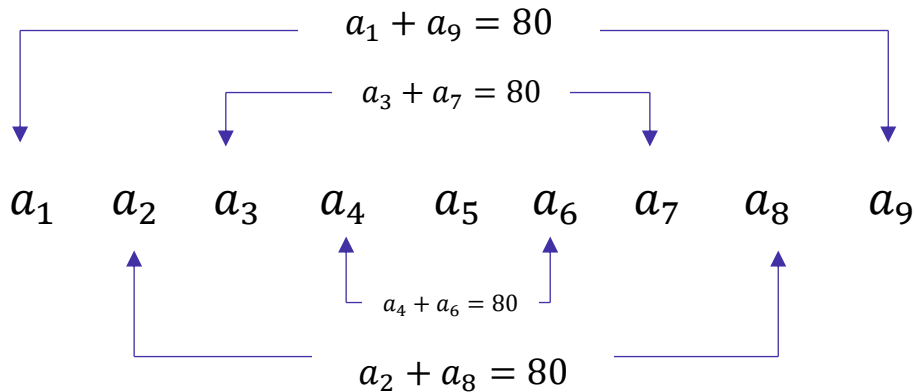 a₁ + a₉ = 80
a₃ + a₇ = 80
a₁ a₂ a₃ a₄ a₅ a₆ a₇ a₈ a₉
a₄ + a₆ = 80
a₂ + a₈ = 80